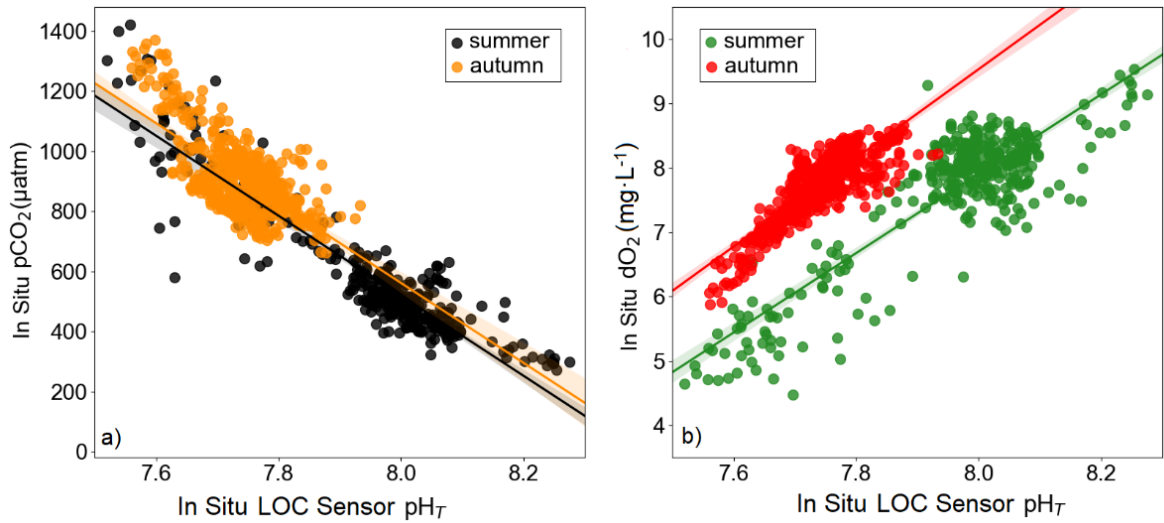 1400
1200
1000
800
600
400
200
0
In Situ pCO₂(µatm)
summer
autumn
a)
7.6 7.8 8.0 8.2
In Situ LOC Sensor pH_T
10
9
8
7
6
5
4
In Situ dO₂ (mg·L⁻¹)
summer
autumn
b)
7.6 7.8 8.0 8.2
In Situ LOC Sensor pH_T